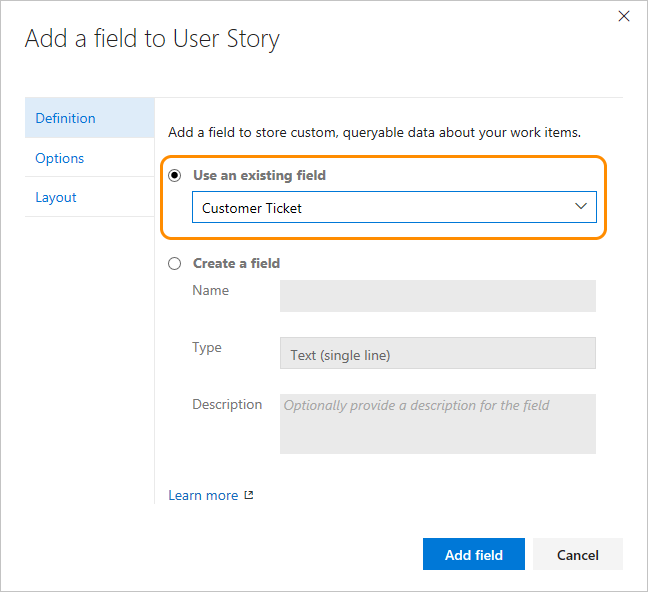 Add a field to User Story
Definition
Options
Layout
Add a field to store custom, queryable data about your work items.
Use an existing field
Customer Ticket
Create a field
Name
Type
Text (single line)
Description
Optionally provide a description for the field
Learn more
Add field
Cancel